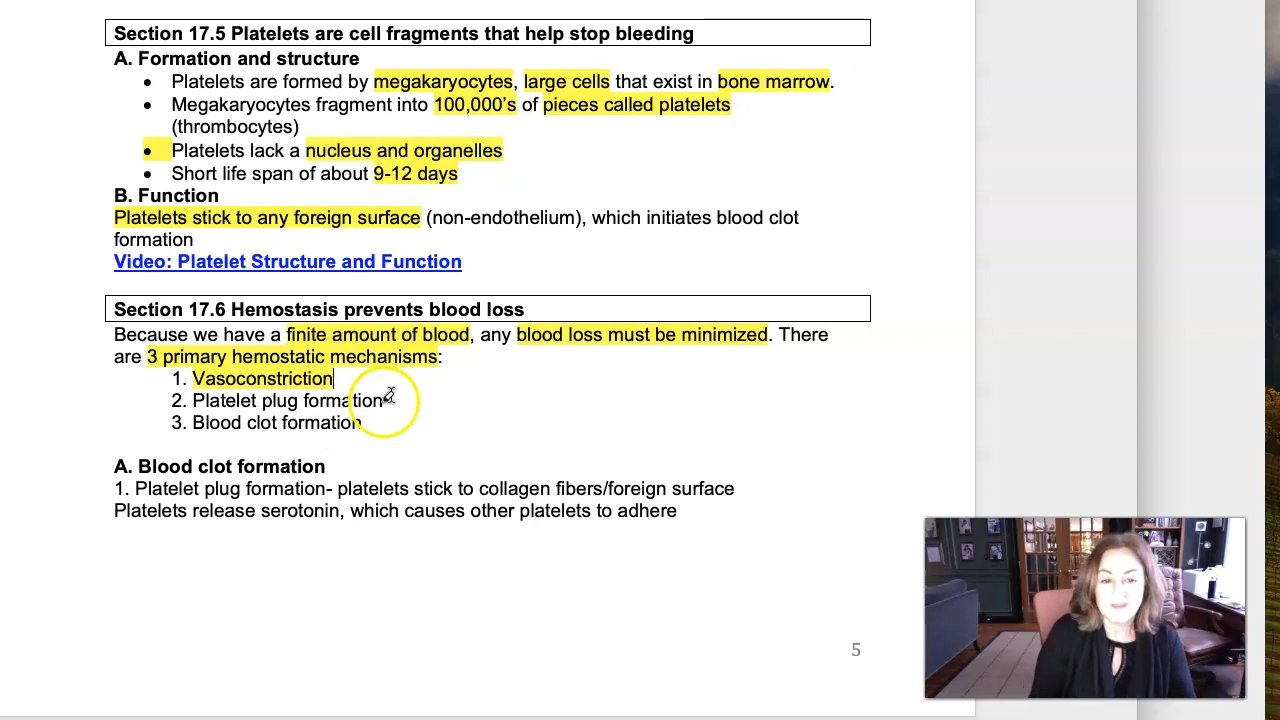 Section 17.5 Platelets are cell fragments that help stop bleeding
A. Formation and structure
• Platelets are formed by megakaryocytes, large cells that exist in bone marrow.
• Megakaryocytes fragment into 100,000's of pieces called platelets
(thrombocytes)
• Platelets lack a nucleus and organelles
• Short life span of about 9-12 days
B. Function
Platelets stick to any foreign surface (non-endothelium), which initiates blood clot
formation
Video: Platelet Structure and Function
Section 17.6 Hemostasis prevents blood loss
Because we have a finite amount of blood, any blood loss must be minimized. There
are 3 primary hemostatic mechanisms:
1. Vasoconstriction
2. Platelet plug formation
3. Blood clot formation
A. Blood clot formation
1. Platelet plug formation- platelets stick to collagen fibers/foreign surface
Platelets release serotonin, which causes other platelets to adhere
5